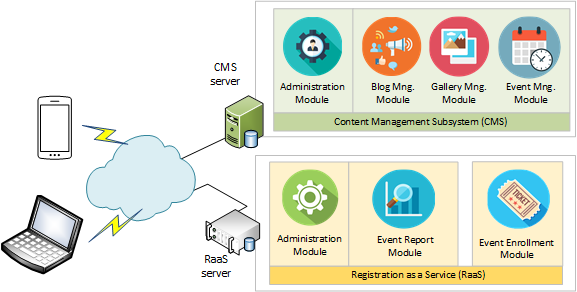 CMS
server
Administration
Module
Blog Mng.
Module
Gallery Mng.
Module
Event Mng.
Module
Content Management Subsystem (CMS)
RaaS
server
Administration
Module
Event Report
Module
TICKET
Event Enrollment
Module
Registration as a Service (RaaS)